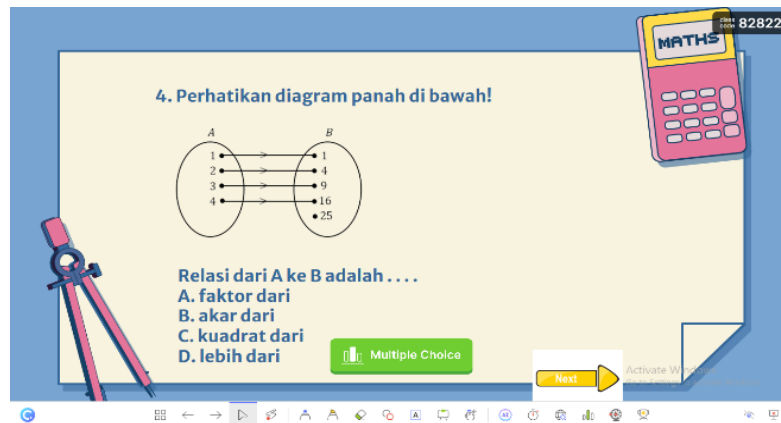 class code 82822
MATHS
4. Perhatikan diagram panah di bawah!
A B
1 1
2 4
3 9
4 16
25
Relasi dari A ke B adalah . . . .
A. faktor dari
B. akar dari
C. kuadrat dari
D. lebih dari
Multiple Choice
Next
Activate Windows
A
AI